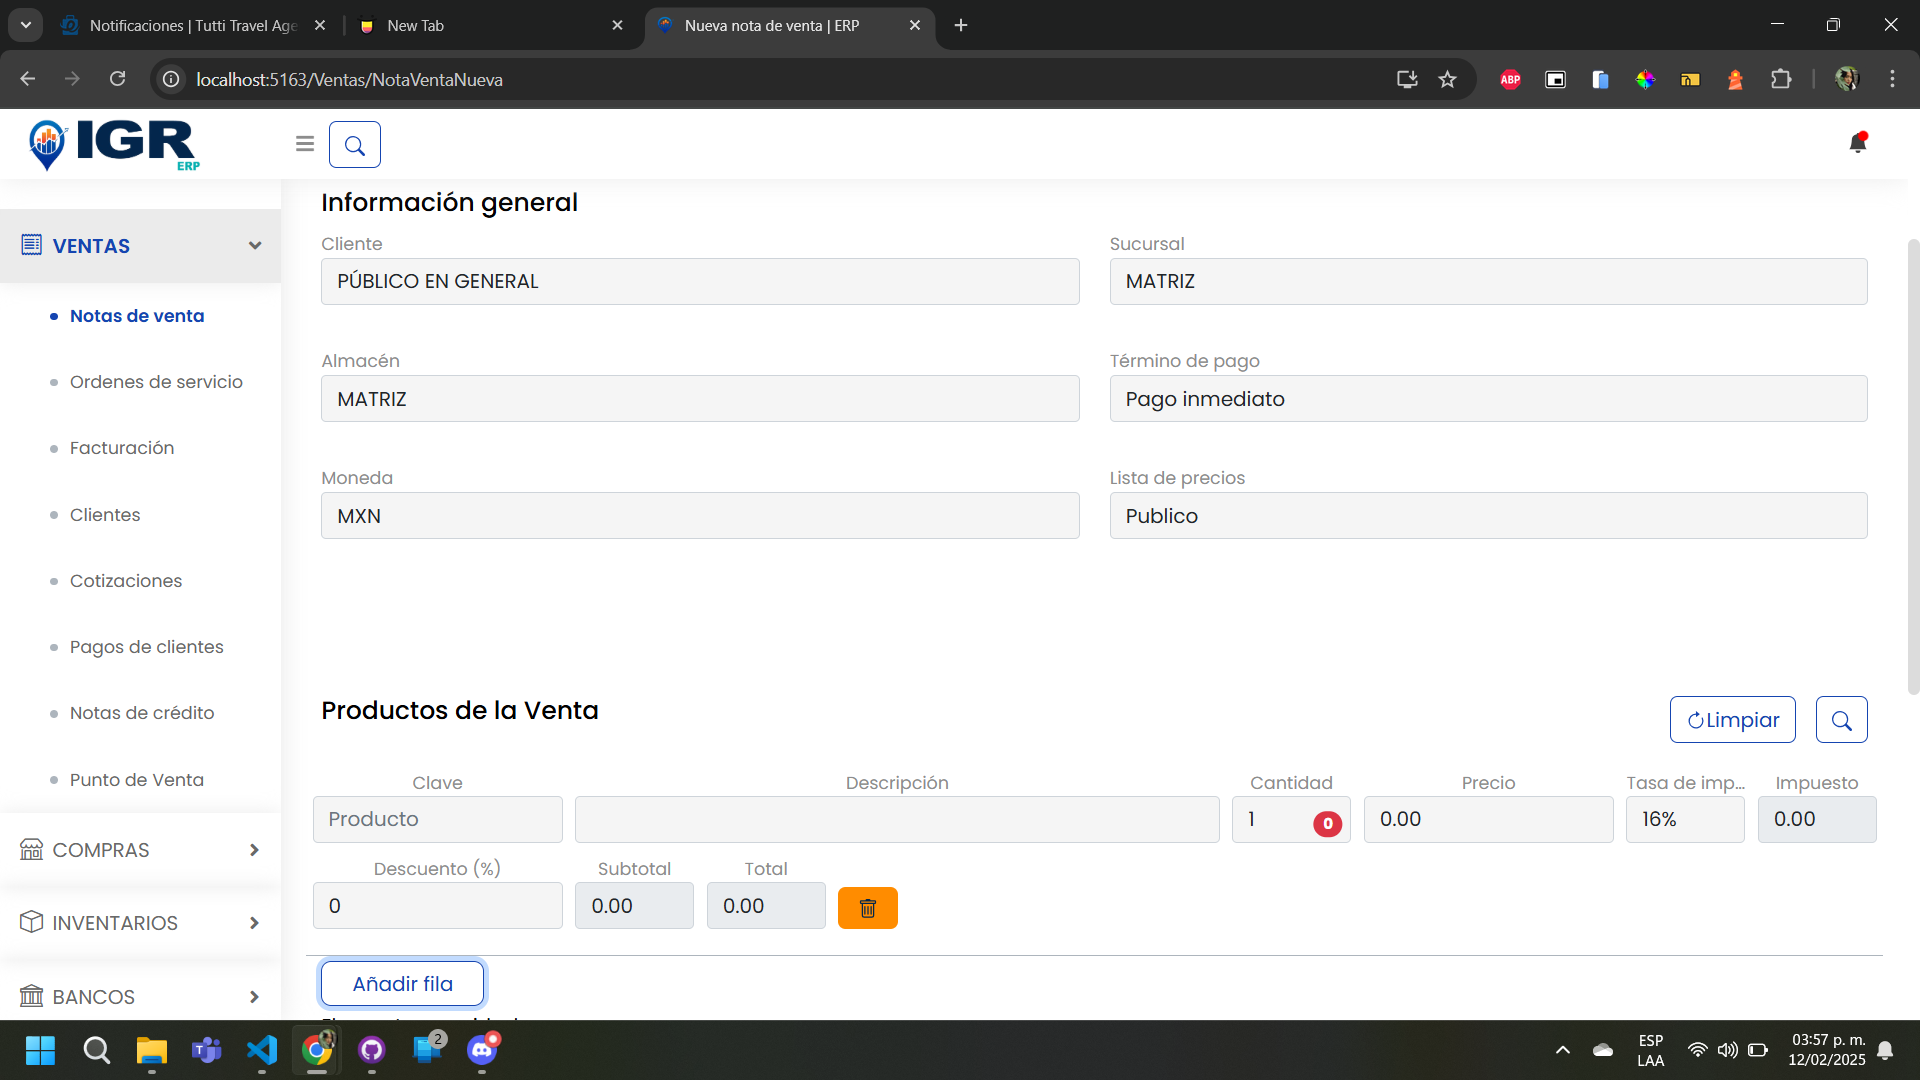 Notificaciones | Tutti Travel Age
New Tab
Nueva nota de venta | ERP
localhost:5163/Ventas/NotaVentaNueva
ABP
IGR
ERP
VENTAS
Notas de venta
Ordenes de servicio
Facturación
Clientes
Cotizaciones
Pagos de clientes
Notas de crédito
Punto de Venta
COMPRAS
INVENTARIOS
BANCOS
Información general
Cliente
Sucursal
PÚBLICO EN GENERAL
MATRIZ
Almacén
Término de pago
MATRIZ
Pago inmediato
Moneda
Lista de precios
MXN
Publico
Productos de la Venta
Limpiar
Clave
Descripción
Cantidad
Precio
Tasa de imp...
Impuesto
Producto
1
0
0.00
16%
0.00
Descuento (%)
Subtotal
Total
0
0.00
0.00
Añadir fila
2
ESP
LAA
03:57 p. m.
12/02/2025